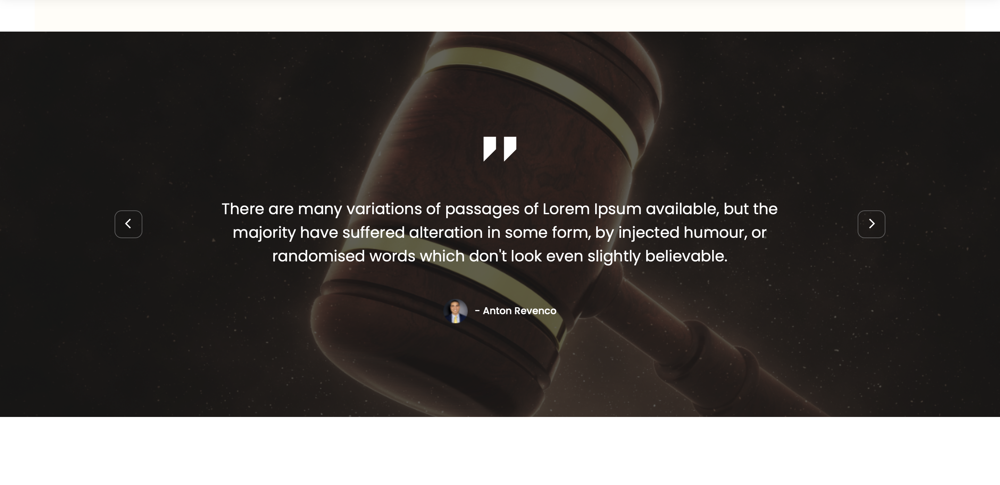 There are many variations of passages of Lorem Ipsum available, but the
majority have suffered alteration in some form, by injected humour, or
randomised words which don't look even slightly believable.
- Anton Revenco